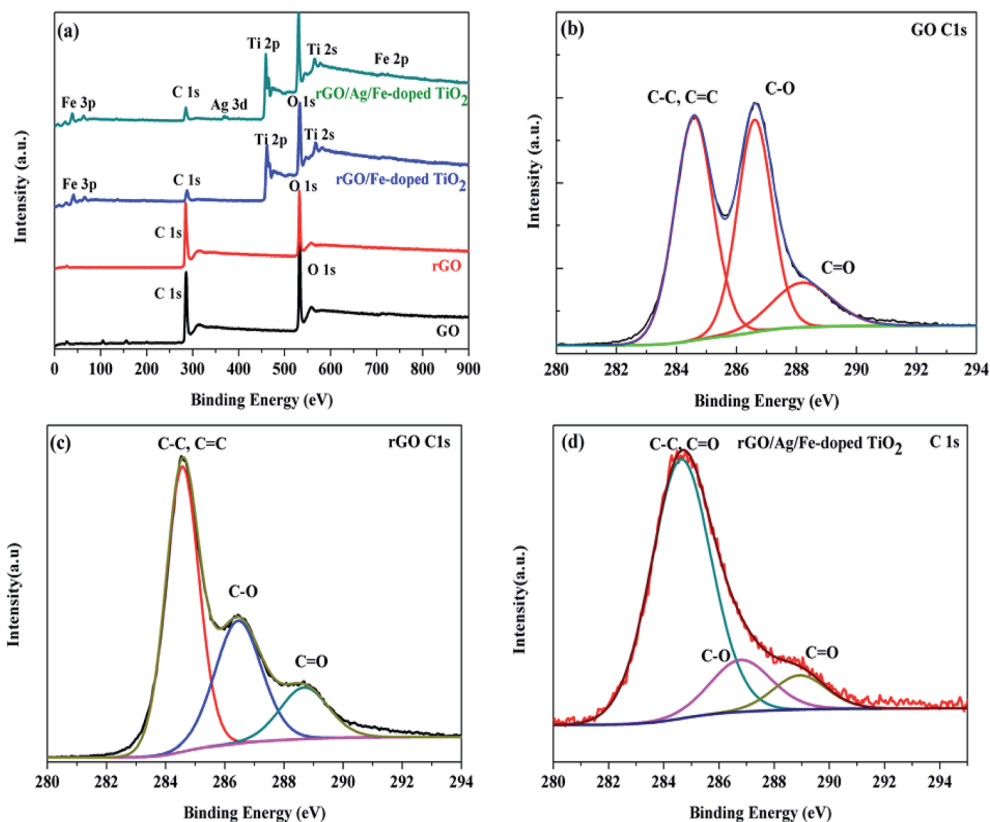 (a)
Ti 2p
Ti 2s
Fe 2p
rGO/Ag/Fe-doped TiO2
Fe 3p
C 1s
Ag 3d
O 1s
Ti 2p
Ti 2s
Fe 3p
C 1s
rGO/Fe-doped TiO2
O 1s
C 1s
rGO
C 1s
O 1s
GO
Intensity (a.u.)
0 100 200 300 400 500 600 700 800 900
Binding Energy (eV)
(b)
GO C1s
C-C, C=C
C-O
C=O
Intensity (a.u.)
280 282 284 286 288 290 292 294
Binding Energy (eV)
(c)
rGO C1s
C-C, C=C
C-O
C=O
Intensity(a.u)
280 282 284 286 288 290 292 294
Binding Energy (eV)
(d)
C-C, C=O
rGO/Ag/Fe-doped TiO2
C 1s
C-O
C=O
Intensity(a.u.)
280 282 284 286 288 290 292 294
Binding Energy (eV)